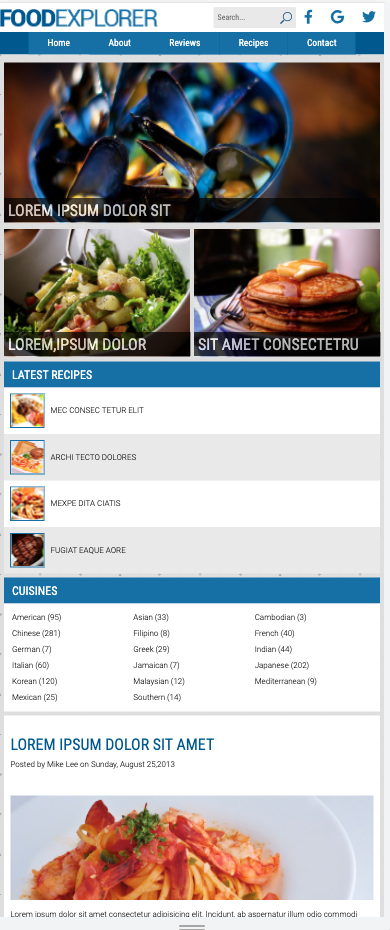 FOODEXPLORER
Search...
Home About Reviews Recipes Contact
LOREM IPSUM DOLOR SIT
LOREM,IPSUM DOLOR
SIT AMET CONSECTETRU
LATEST RECIPES
MEC CONSEC TETUR ELIT
ARCHI TECTO DOLORES
MEXPE DITA CIATIS
FUGIAT EAQUE AORE
CUISINES
American (95) Asian (33) Cambodian (3)
Chinese (281) Filipino (8) French (40)
German (7) Greek (29) Indian (44)
Italian (60) Jamaican (7) Japanese (202)
Korean (120) Malaysian (12) Mediterranean (9)
Mexican (25) Southern (14)
LOREM IPSUM DOLOR SIT AMET
Posted by Mike Lee on Sunday, August 25,2013
Lorem ipsum dolor sit amet consectetur adipisicing elit. Incidunt, ab aspernatur illum odio commodi